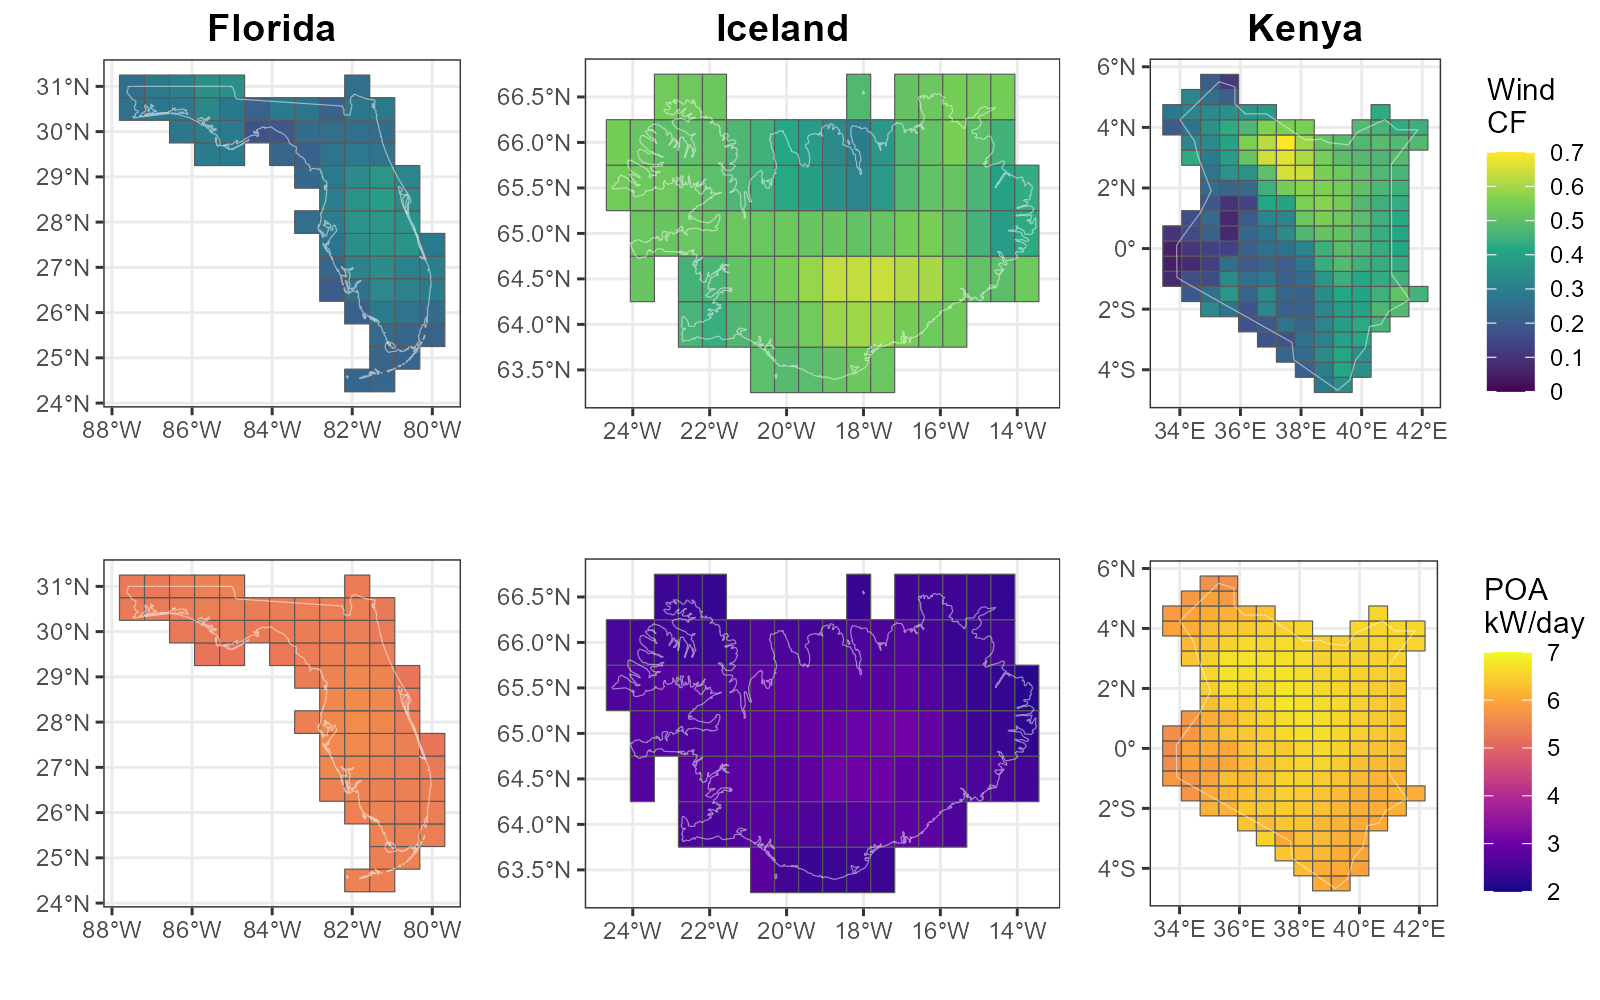 Florida
Iceland
Kenya
31°N
30°N
29°N
28°N
27°N
26°N
25°N
24°N
88°W 86°W 84°W 82°W 80°W
66.5°N
66.0°N
65.5°N
65.0°N
64.5°N
64.0°N
63.5°N
24°W 22°W 20°W 18°W 16°W 14°W
6°N
4°N
2°N
0°
2°S
4°S
34°E 36°E 38°E 40°E 42°E
Wind
CF
0.7
0.6
0.5
0.4
0.3
0.2
0.1
0
31°N
30°N
29°N
28°N
27°N
26°N
25°N
24°N
88°W 86°W 84°W 82°W 80°W
66.5°N
66.0°N
65.5°N
65.0°N
64.5°N
64.0°N
63.5°N
24°W 22°W 20°W 18°W 16°W 14°W
6°N
4°N
2°N
0°
2°S
4°S
34°E 36°E 38°E 40°E 42°E
POA
kW/day
7
6
5
4
3
2